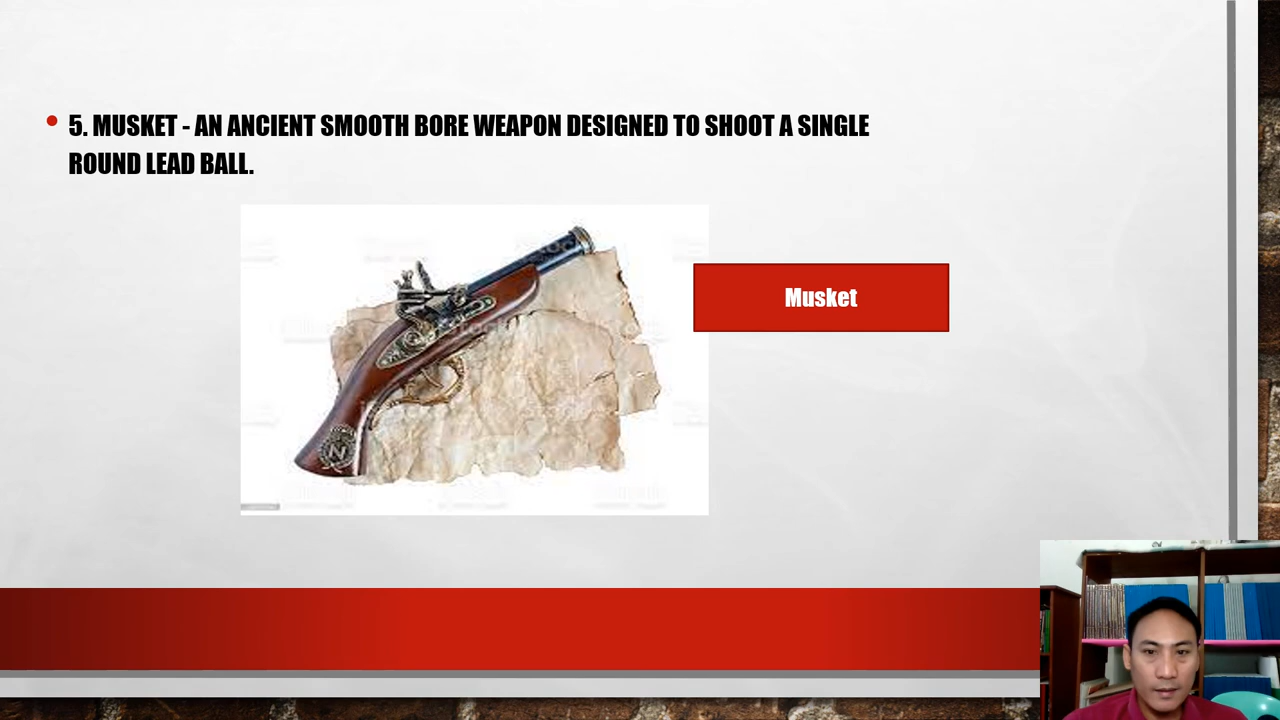 5. MUSKET - AN ANCIENT SMOOTH BORE WEAPON DESIGNED TO SHOOT A SINGLE
ROUND LEAD BALL.
Musket
N